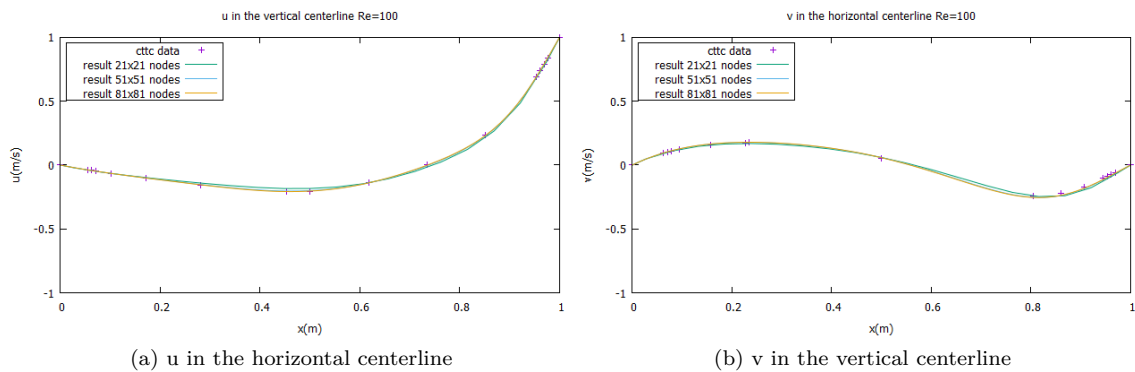 u in the vertical centerline Re=100
cttc data
result 21x21 nodes
result 51x51 nodes
result 81x81 nodes
1
0.5
0
-0.5
-1
u(m/s)
0 0.2 0.4 0.6 0.8 1
x(m)
(a) u in the horizontal centerline
v in the horizontal centerline Re=100
cttc data
result 21x21 nodes
result 51x51 nodes
result 81x81 nodes
1
0.5
0
-0.5
-1
v(m/s)
0 0.2 0.4 0.6 0.8 1
x(m)
(b) v in the vertical centerline